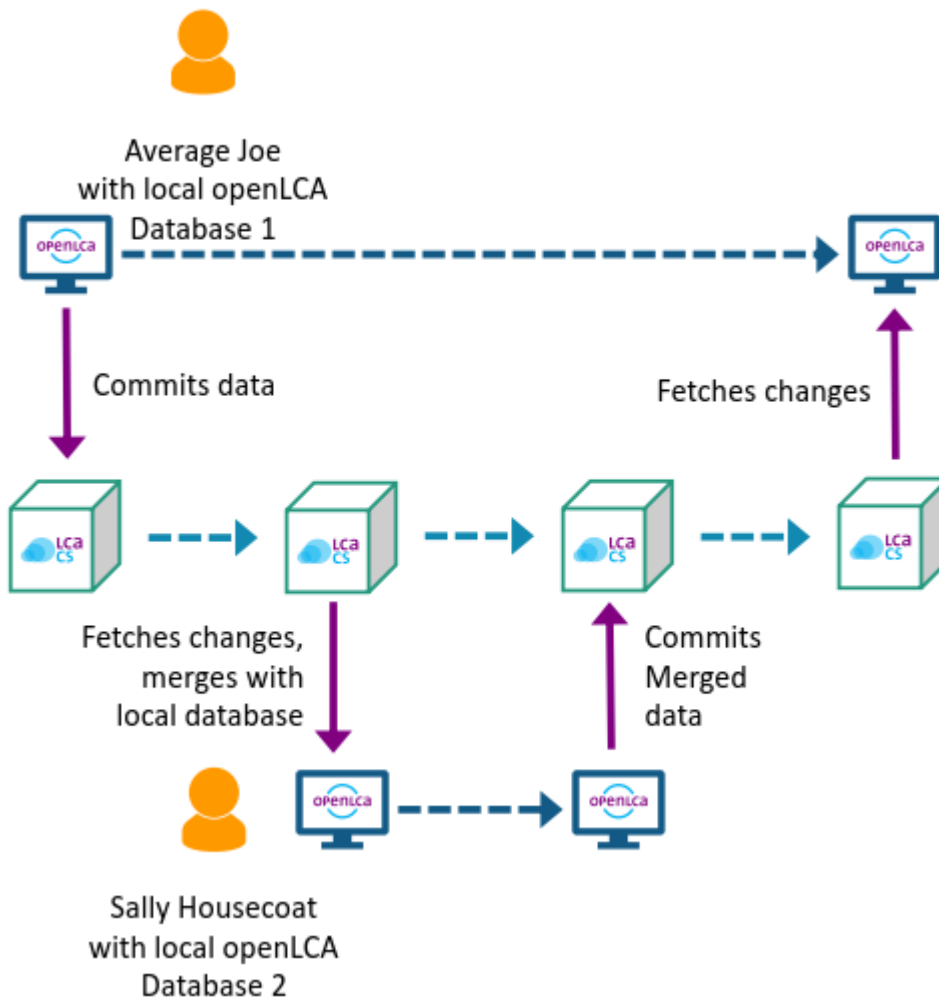 Average Joe
with local openLCA
Database 1
openLCa
openLCa
Commits data
Fetches changes
LCa
CS
LCa
CS
LCa
CS
LCa
CS
Fetches changes,
merges with
local database
Commits
Merged
data
openLCa
openLCa
Sally Housecoat
with local openLCA
Database 2